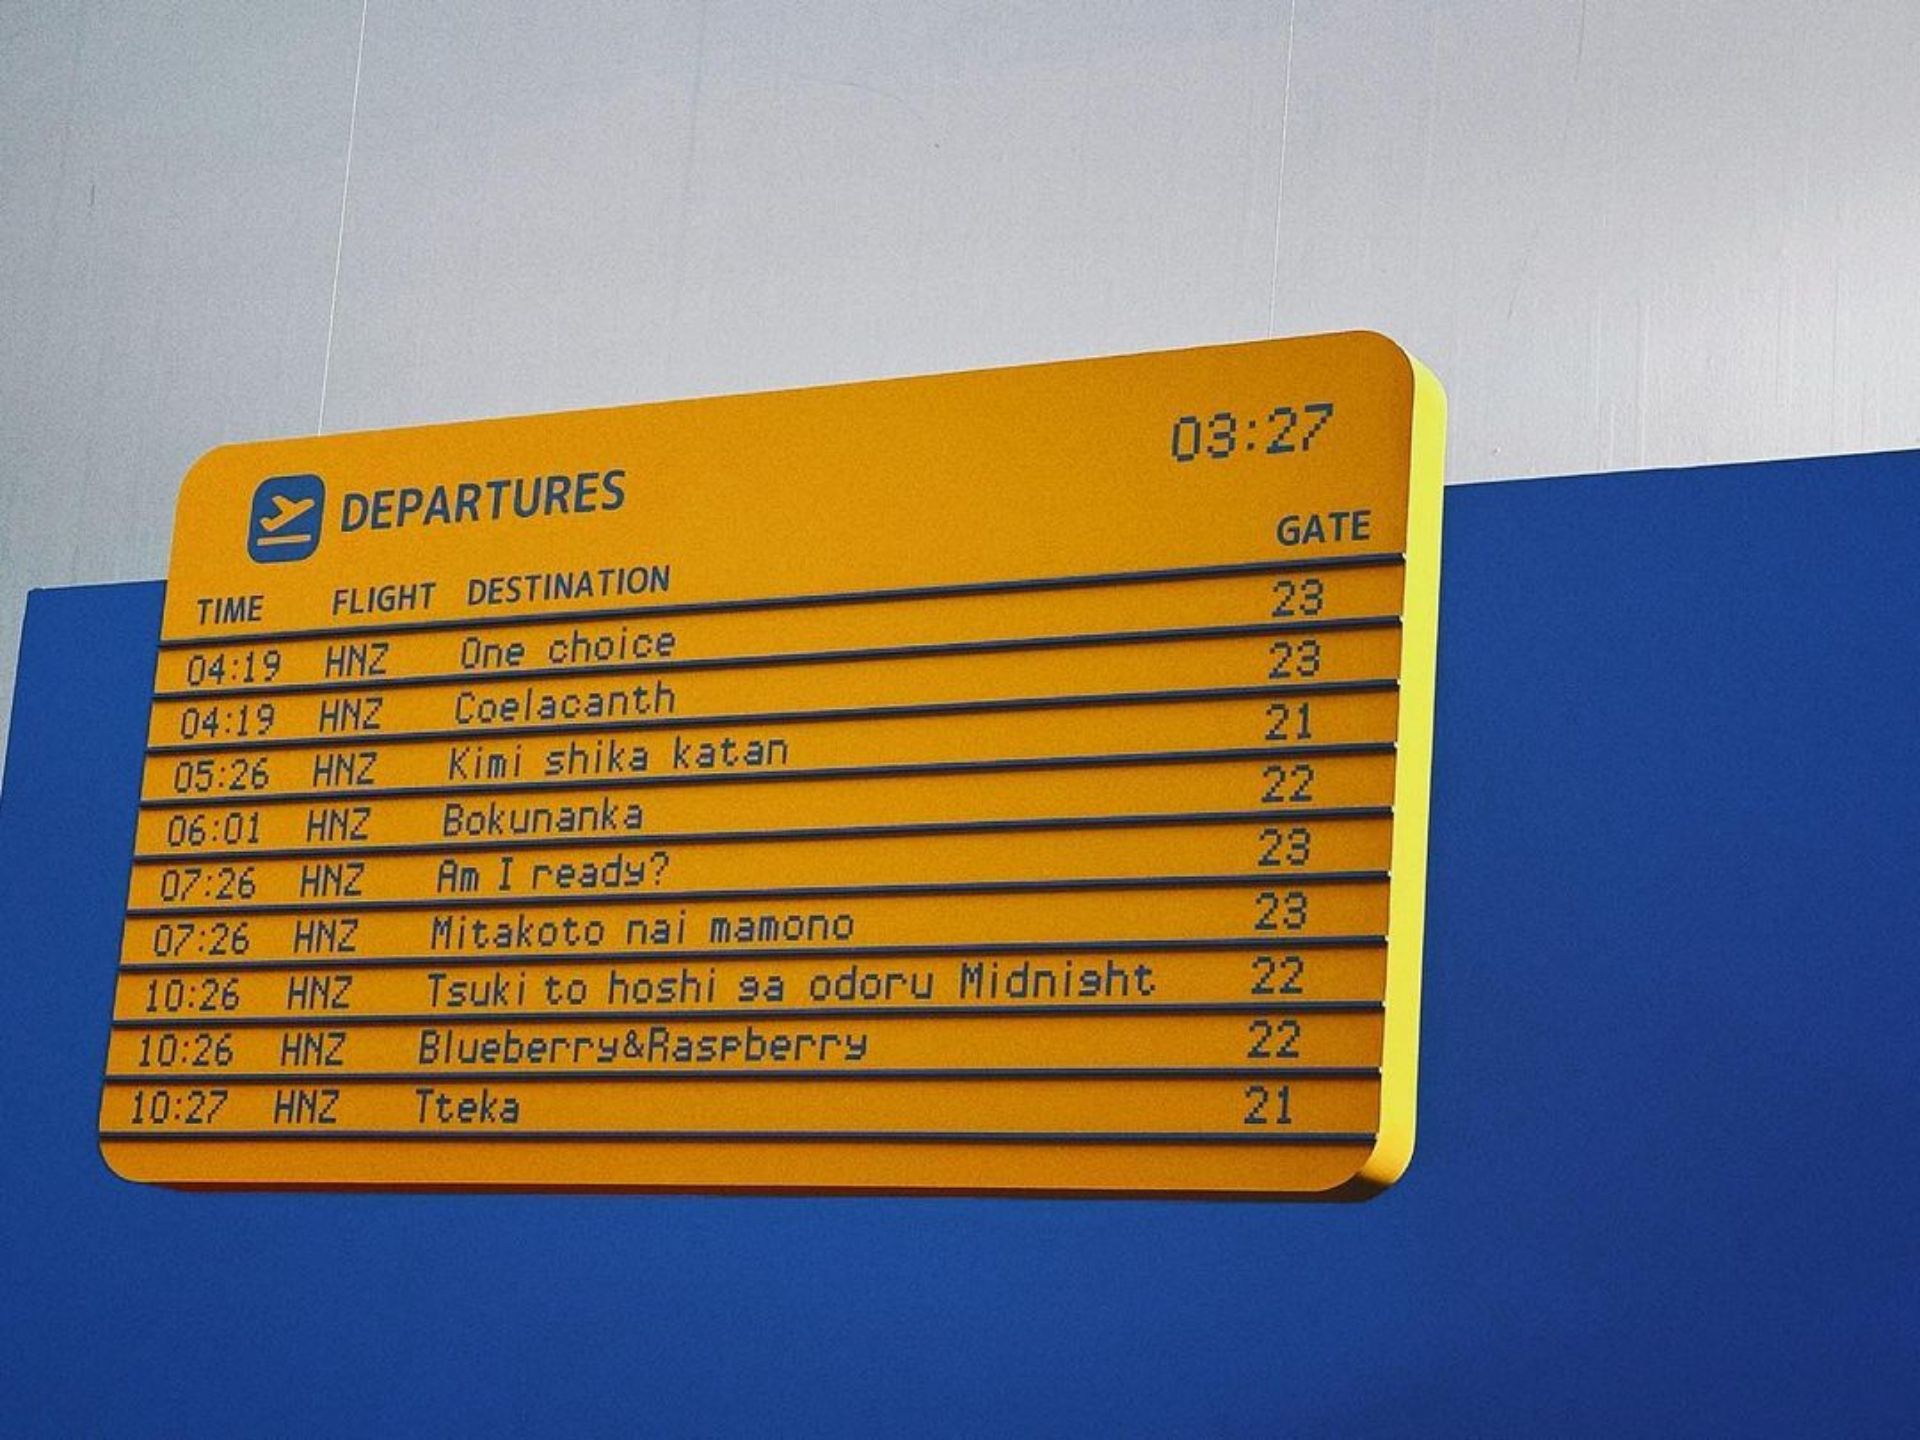 03:27
DEPARTURES
TIME FLIGHT DESTINATION GATE
04:19 HNZ One choice 23
04:19 HNZ Coelacanth 23
05:26 HNZ Kimi shika katan 21
06:01 HNZ Bokunanka 22
07:26 HNZ Am I ready? 23
07:26 HNZ Mitakoto nai mamono 23
10:26 HNZ Tsuki to hoshi ga odoru Midnight 22
10:26 HNZ Blueberry&Raspberry 22
10:27 HNZ Tteka 21